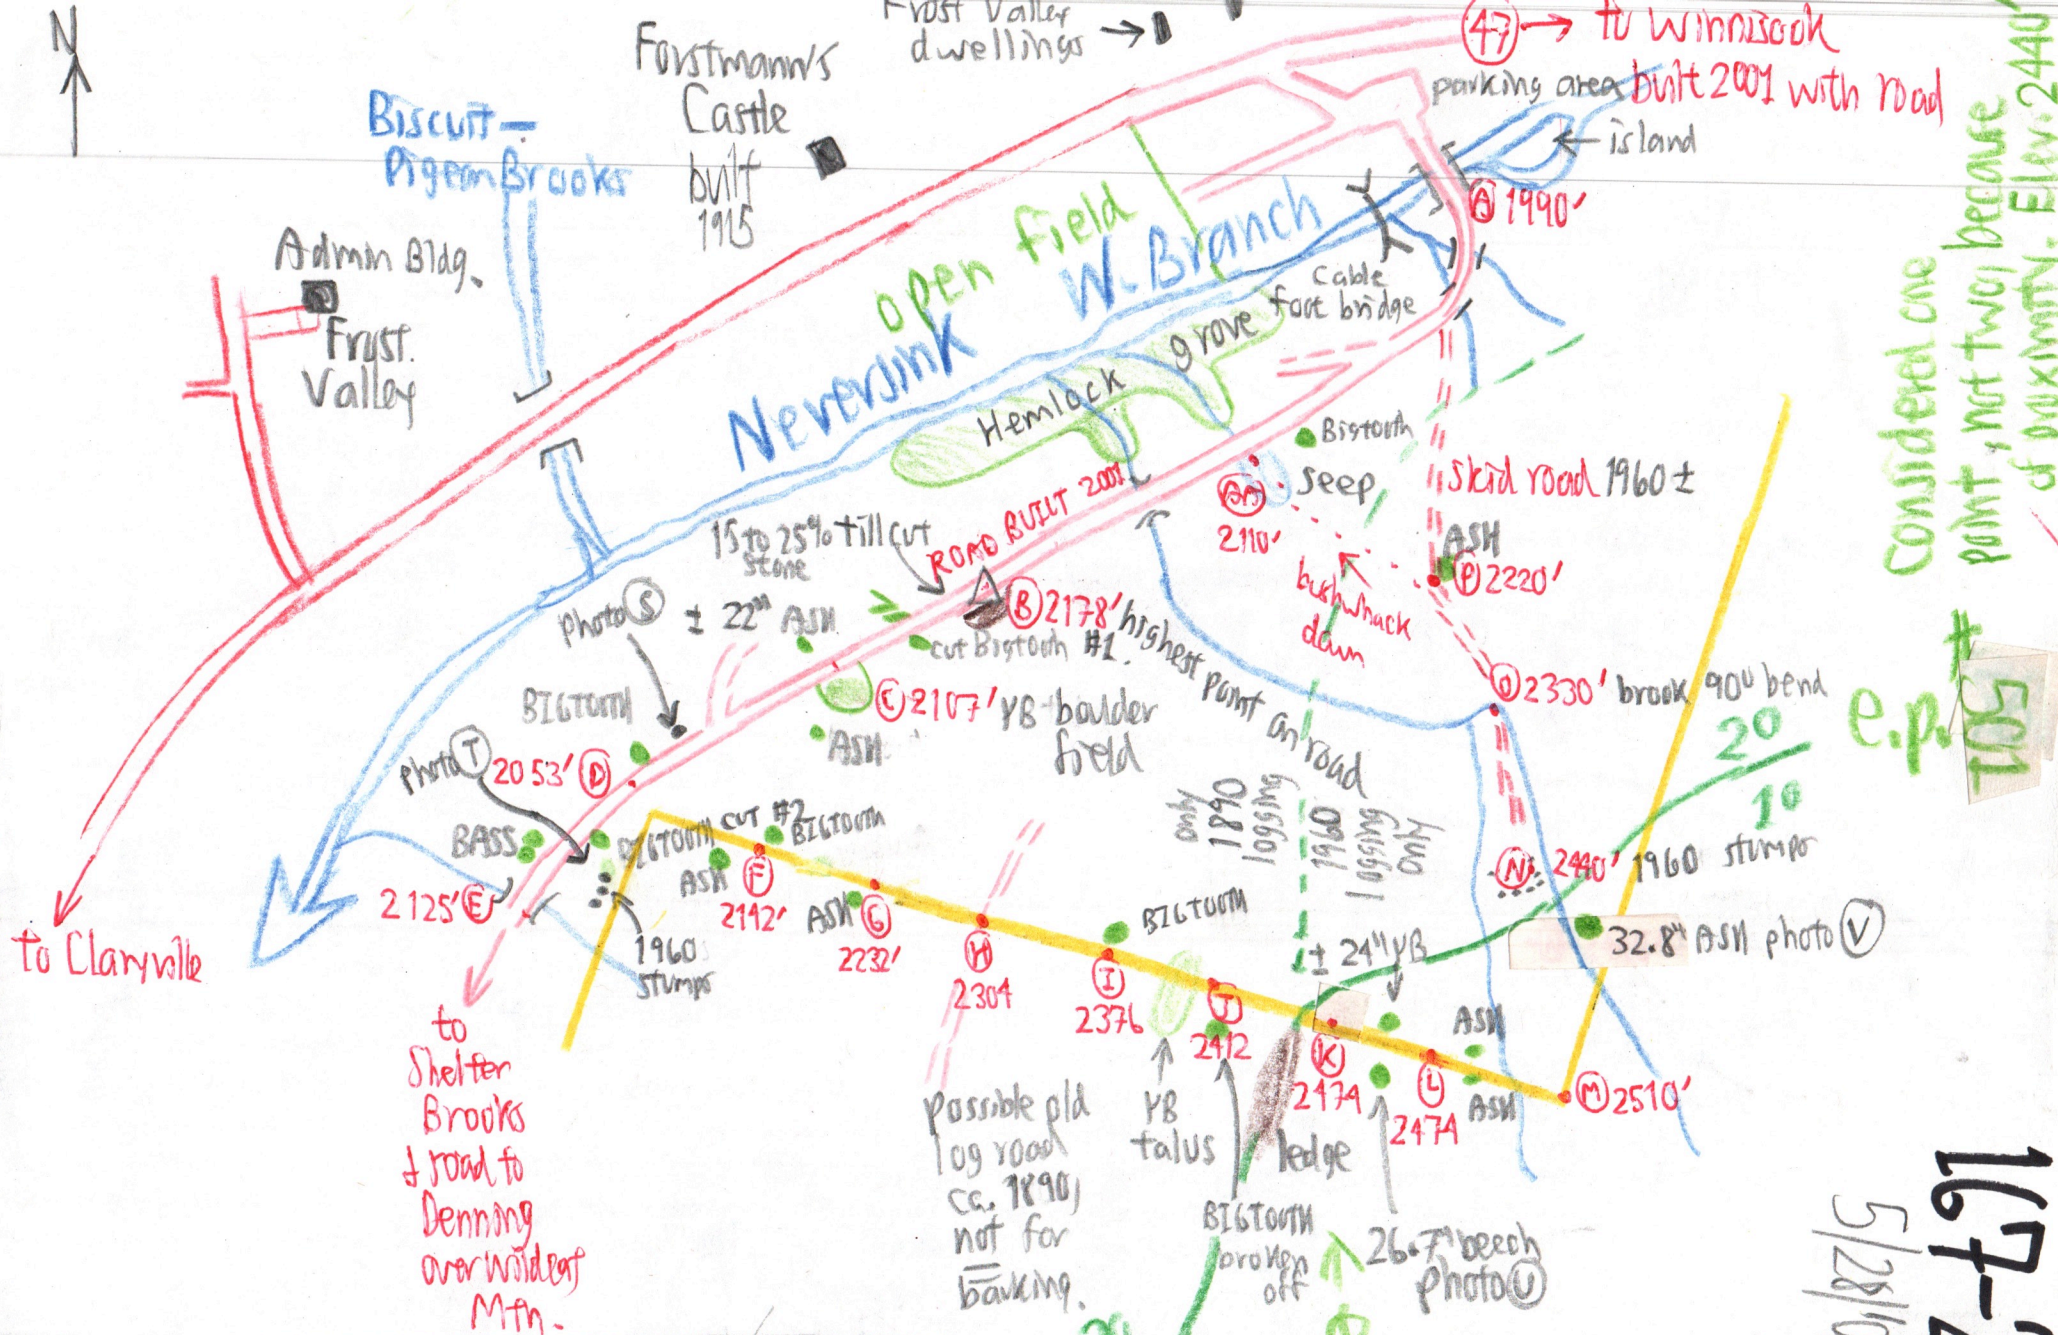 N
Frost Valley
dwellings
Forstmann's
Castle
built
1915
47 → to Winnisook
parking area built 2001 with road
island
Biscuit –
Pigeon Brooks
Admin Bldg.
Frost
Valley
open field
Neversink W. Branch
A 1990'
Cable
foot bridge
Hemlock grove
Bigtooth
seep
AA
2110'
skid road 1960 ±
ASH
P 2220'
bushwhack
down
15 to 25% till cut
stone
ROAD BUILT 2001
B 2178' highest point on road
cut Bigtooth #1.
photo S
± 22" ASH
C 2107' YB boulder
field
ASH
BIGTOOTH
photo T
2053' D
O 2330' brook 90° bend
20
10
e.p.#
501
Considered one
point, not two, because
of proximity. Elev. 2440'
BASS
BIGTOOTH
CUT #2
BIGTOOTH
2125' E
ASH
F
2142'
ASH
G
2232'
H
2304
1960
stumps
I
2376
BIGTOOTH
only
1890
logging
1960
logging
only
J
2412
± 24" YB
N 2440' 1960 stumps
32.8" ASH photo V
K
2474
L
2474
ASH
ASH
M 2510'
to Claryville
to
Shelter
Brooks
& road to
Denning
over Wildcat
Mtn.
possible old
log road
ca. 1890,
not for
barking.
YB
talus
ledge
BIGTOOTH
broken
off
26.7" beech
photo U
167-